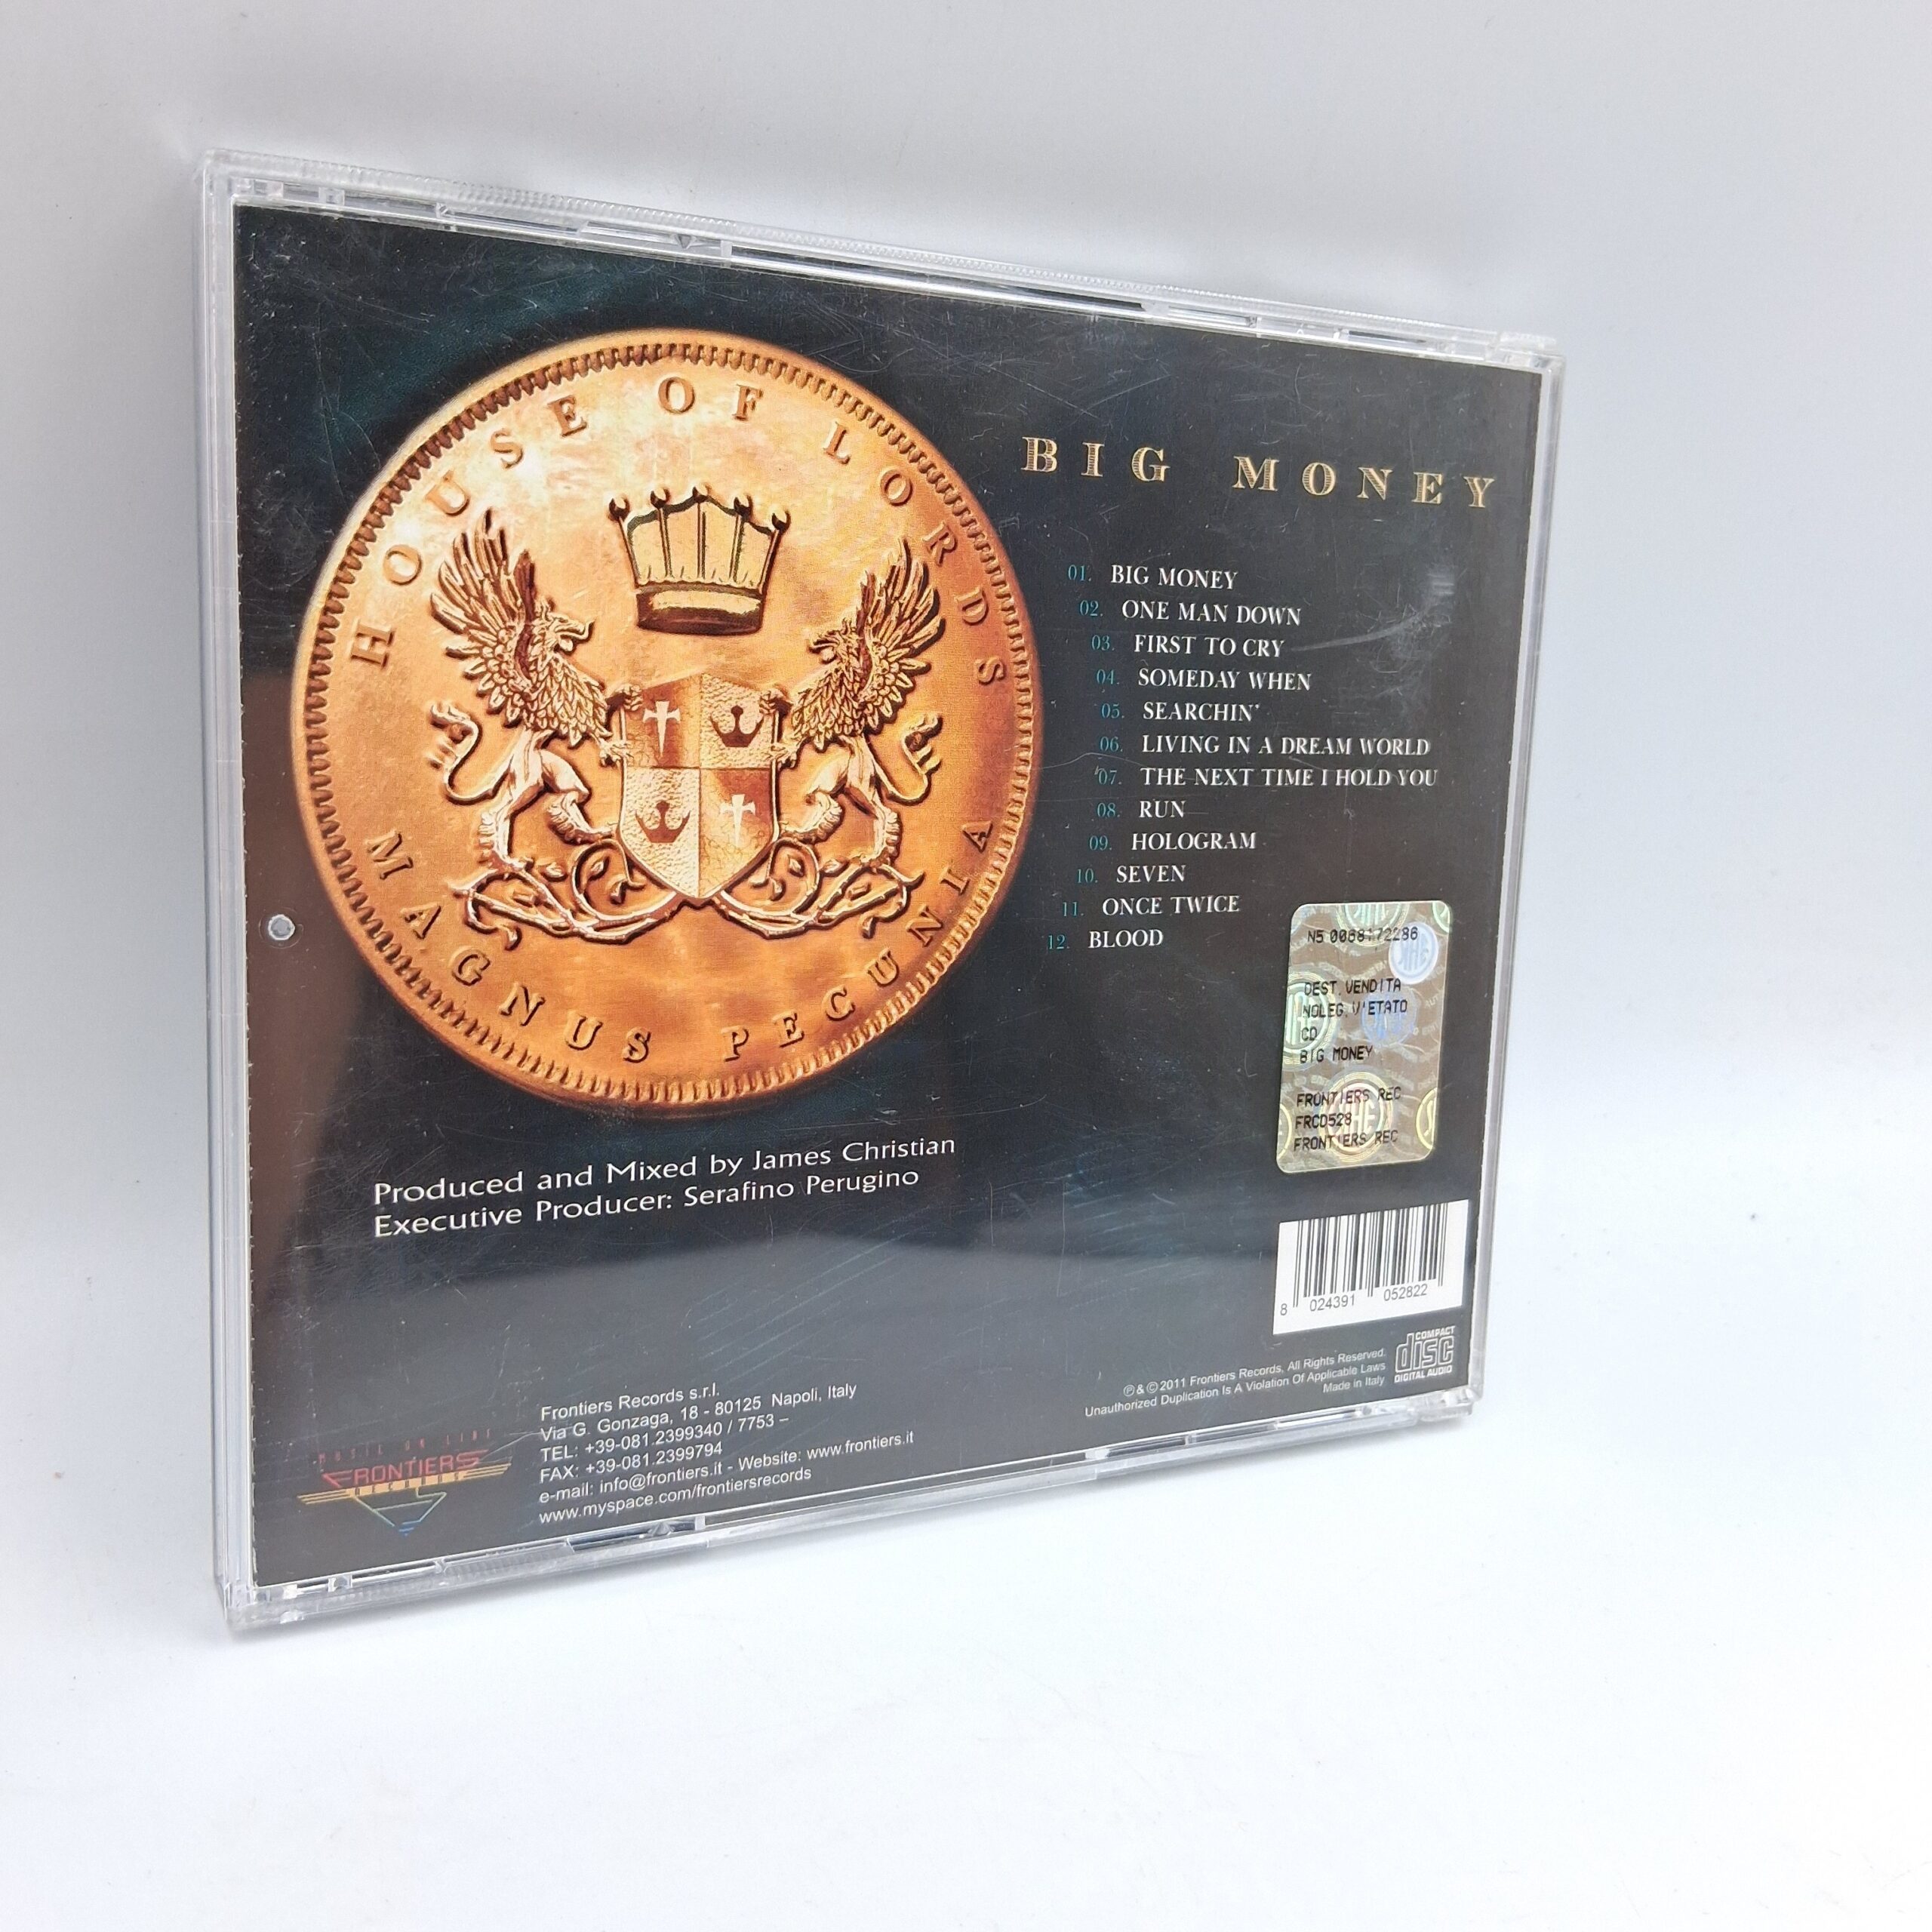 HOUSE OF LORDS
MAGNUS PECUNIA
BIG MONEY
01. BIG MONEY
02. ONE MAN DOWN
03. FIRST TO CRY
04. SOMEDAY WHEN
05. SEARCHIN'
06. LIVING IN A DREAM WORLD
07. THE NEXT TIME I HOLD YOU
08. RUN
09. HOLOGRAM
10. SEVEN
11. ONCE TWICE
12. BLOOD
N5 0068172286
DEST.VENDITA
NOLEG.VIETATO
CD
BIG MONEY
FRONTIERS REC
FRCD528
FRONTIERS REC
Produced and Mixed by James Christian
Executive Producer: Serafino Perugino
8 024391 052822
COMPACT
disc
DIGITAL AUDIO
℗ & © 2011 Frontiers Records, All Rights Reserved.
Unauthorized Duplication Is A Violation Of Applicable Laws
Made in Italy
FRONTIERS
RECORDS
Frontiers Records s.r.l.
Via G. Gonzaga, 18 - 80125 Napoli, Italy
TEL: +39-081.2399340 / 7753 –
FAX: +39-081.2399794
e-mail: info@frontiers.it - Website: www.frontiers.it
www.myspace.com/frontiersrecords